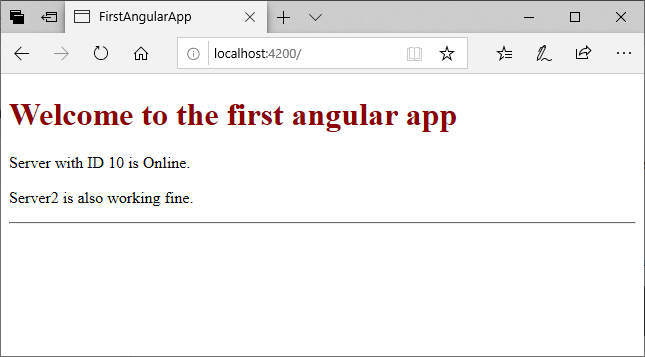 FirstAngularApp
localhost:4200/
Welcome to the first angular app
Server with ID 10 is Online.
Server2 is also working fine.